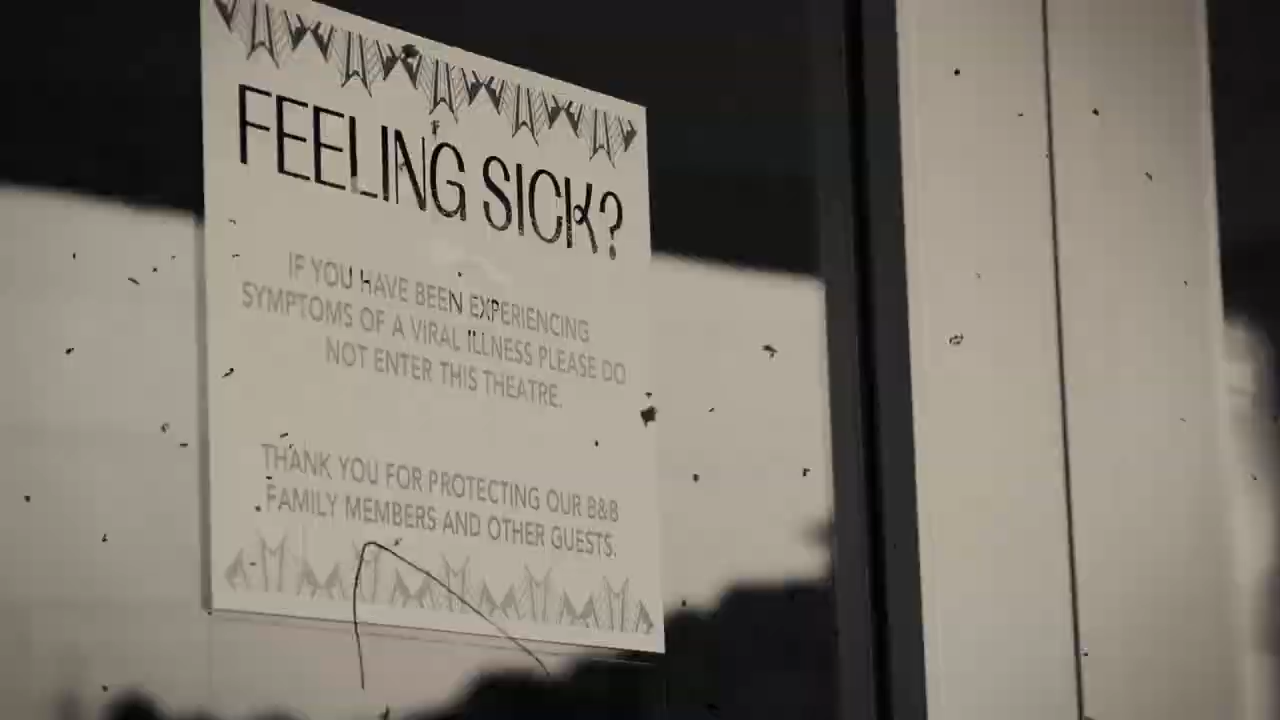 FEELING SICK?
IF YOU HAVE BEEN EXPERIENCING
SYMPTOMS OF A VIRAL ILLNESS PLEASE DO
NOT ENTER THIS THEATRE.
THANK YOU FOR PROTECTING OUR B&B
FAMILY MEMBERS AND OTHER GUESTS.